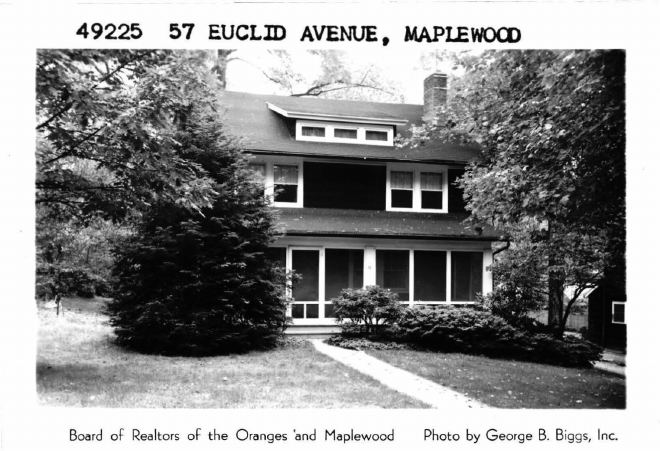 49225 57 EUCLID AVENUE, MAPLEWOOD
Board of Realtors of the Oranges and Maplewood Photo by George B. Biggs, Inc.